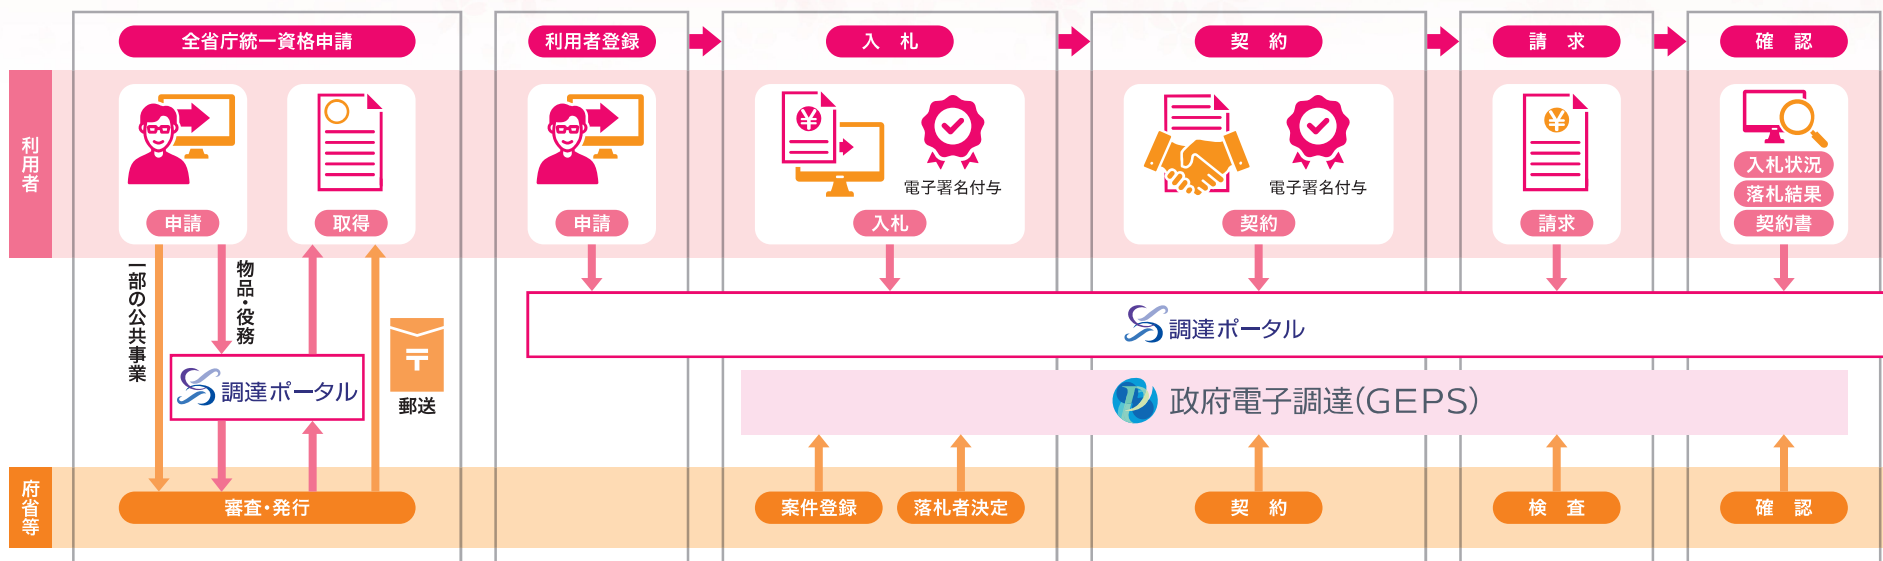 全省庁統一資格申請
利用者登録
入 札
契 約
請 求
確 認
利用者
電子署名付与
電子署名付与
入札状況
落札結果
契約書
申請
取得
申請
入札
契約
請求
一部の公共事業
物品・役務
〒
郵送
調達ポータル
調達ポータル
政府電子調達(GEPS)
府省等
審査・発行
案件登録
落札者決定
契 約
検 査
確 認